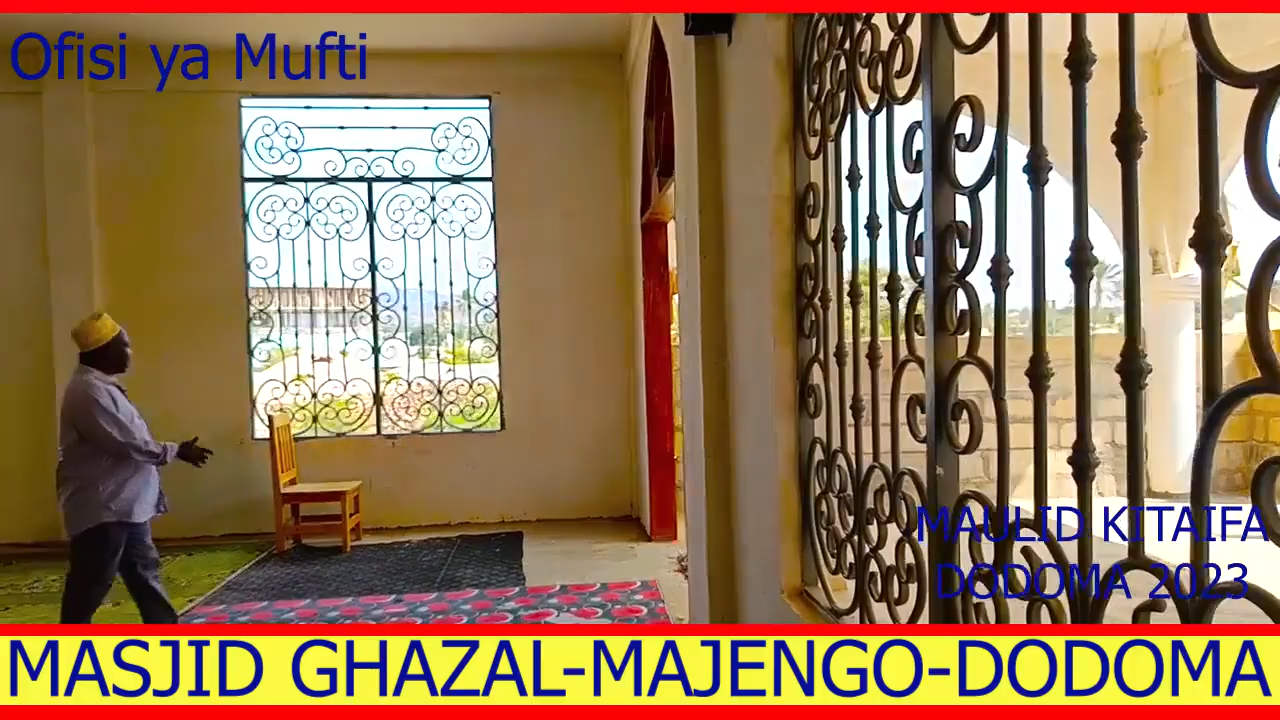 Ofisi ya Mufti
MAULID KITAIFA
DODOMA 2023
MASJID GHAZAL-MAJENGO-DODOMA